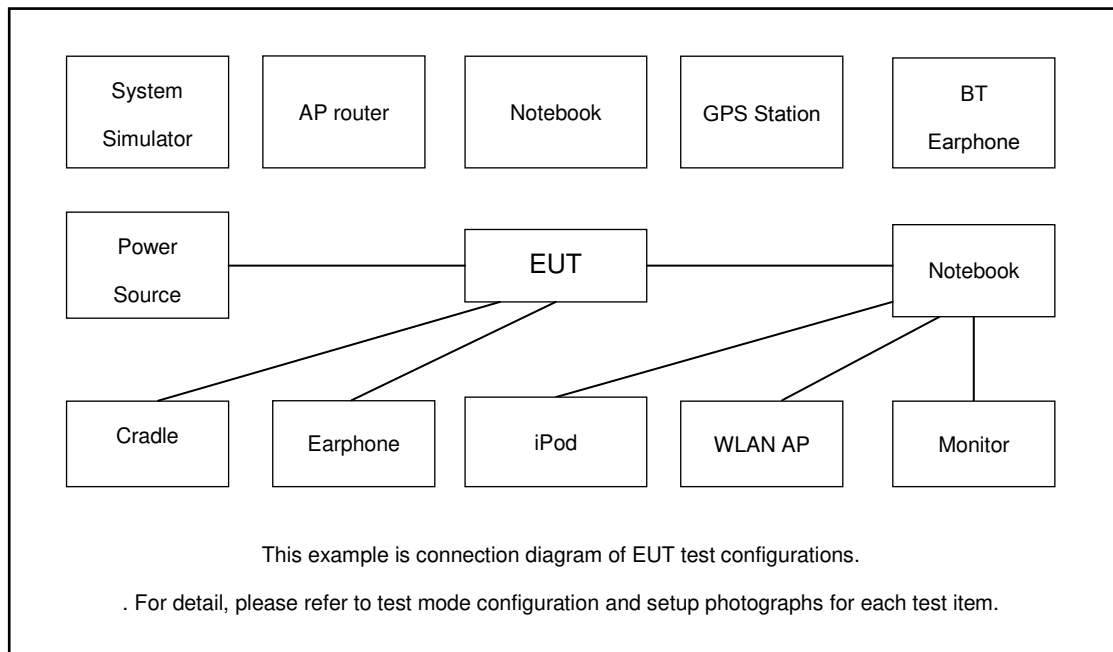 System
Simulator
AP router
Notebook
GPS Station
BT
Earphone
Power
Source
EUT
Notebook
Cradle
Earphone
iPod
WLAN AP
Monitor
This example is connection diagram of EUT test configurations.
. For detail, please refer to test mode configuration and setup photographs for each test item.